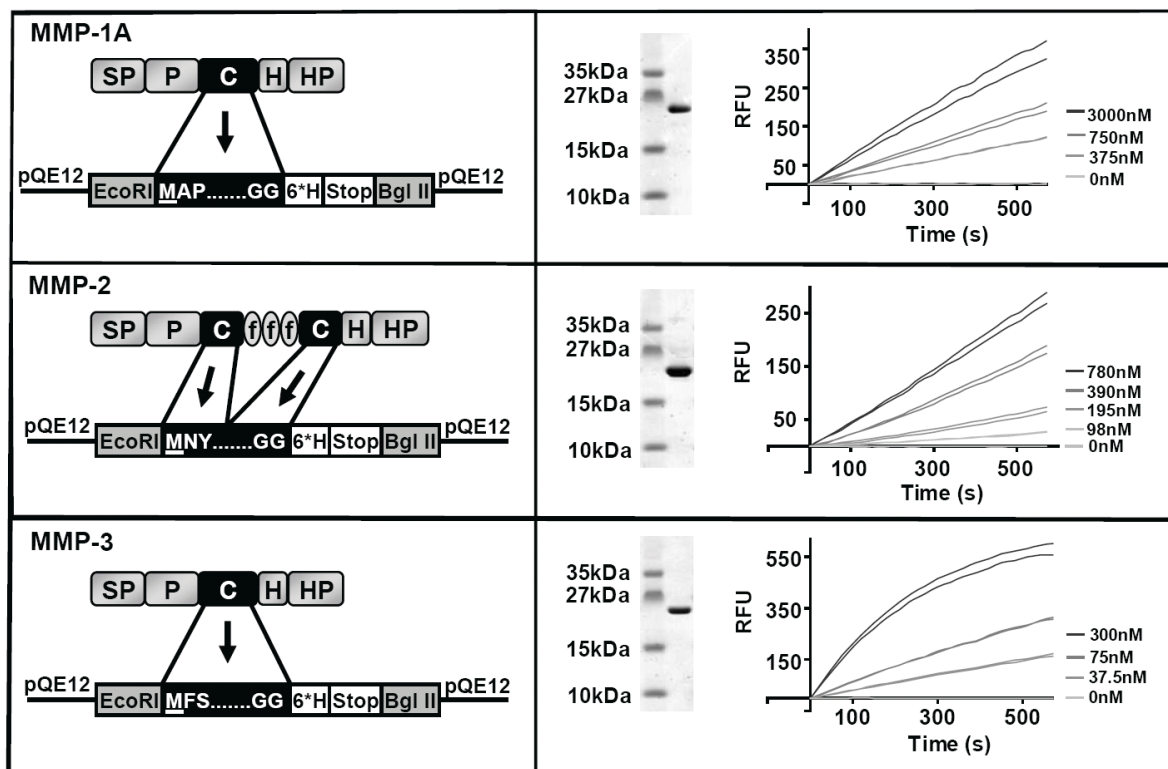 MMP-1A
SP P C H HP
pQE12 EcoRI MAP.......GG 6*H Stop Bgl II pQE12
35kDa
27kDa
15kDa
10kDa
RFU
350
250
150
50
100 300 500
Time (s)
3000nM
750nM
375nM
0nM
MMP-2
SP P C f f f C H HP
pQE12 EcoRI MNY.......GG 6*H Stop Bgl II pQE12
35kDa
27kDa
15kDa
10kDa
RFU
250
150
50
100 300 500
Time (s)
780nM
390nM
195nM
98nM
0nM
MMP-3
SP P C H HP
pQE12 EcoRI MFS.......GG 6*H Stop Bgl II pQE12
35kDa
27kDa
15kDa
10kDa
RFU
550
350
150
100 300 500
Time (s)
300nM
75nM
37.5nM
0nM